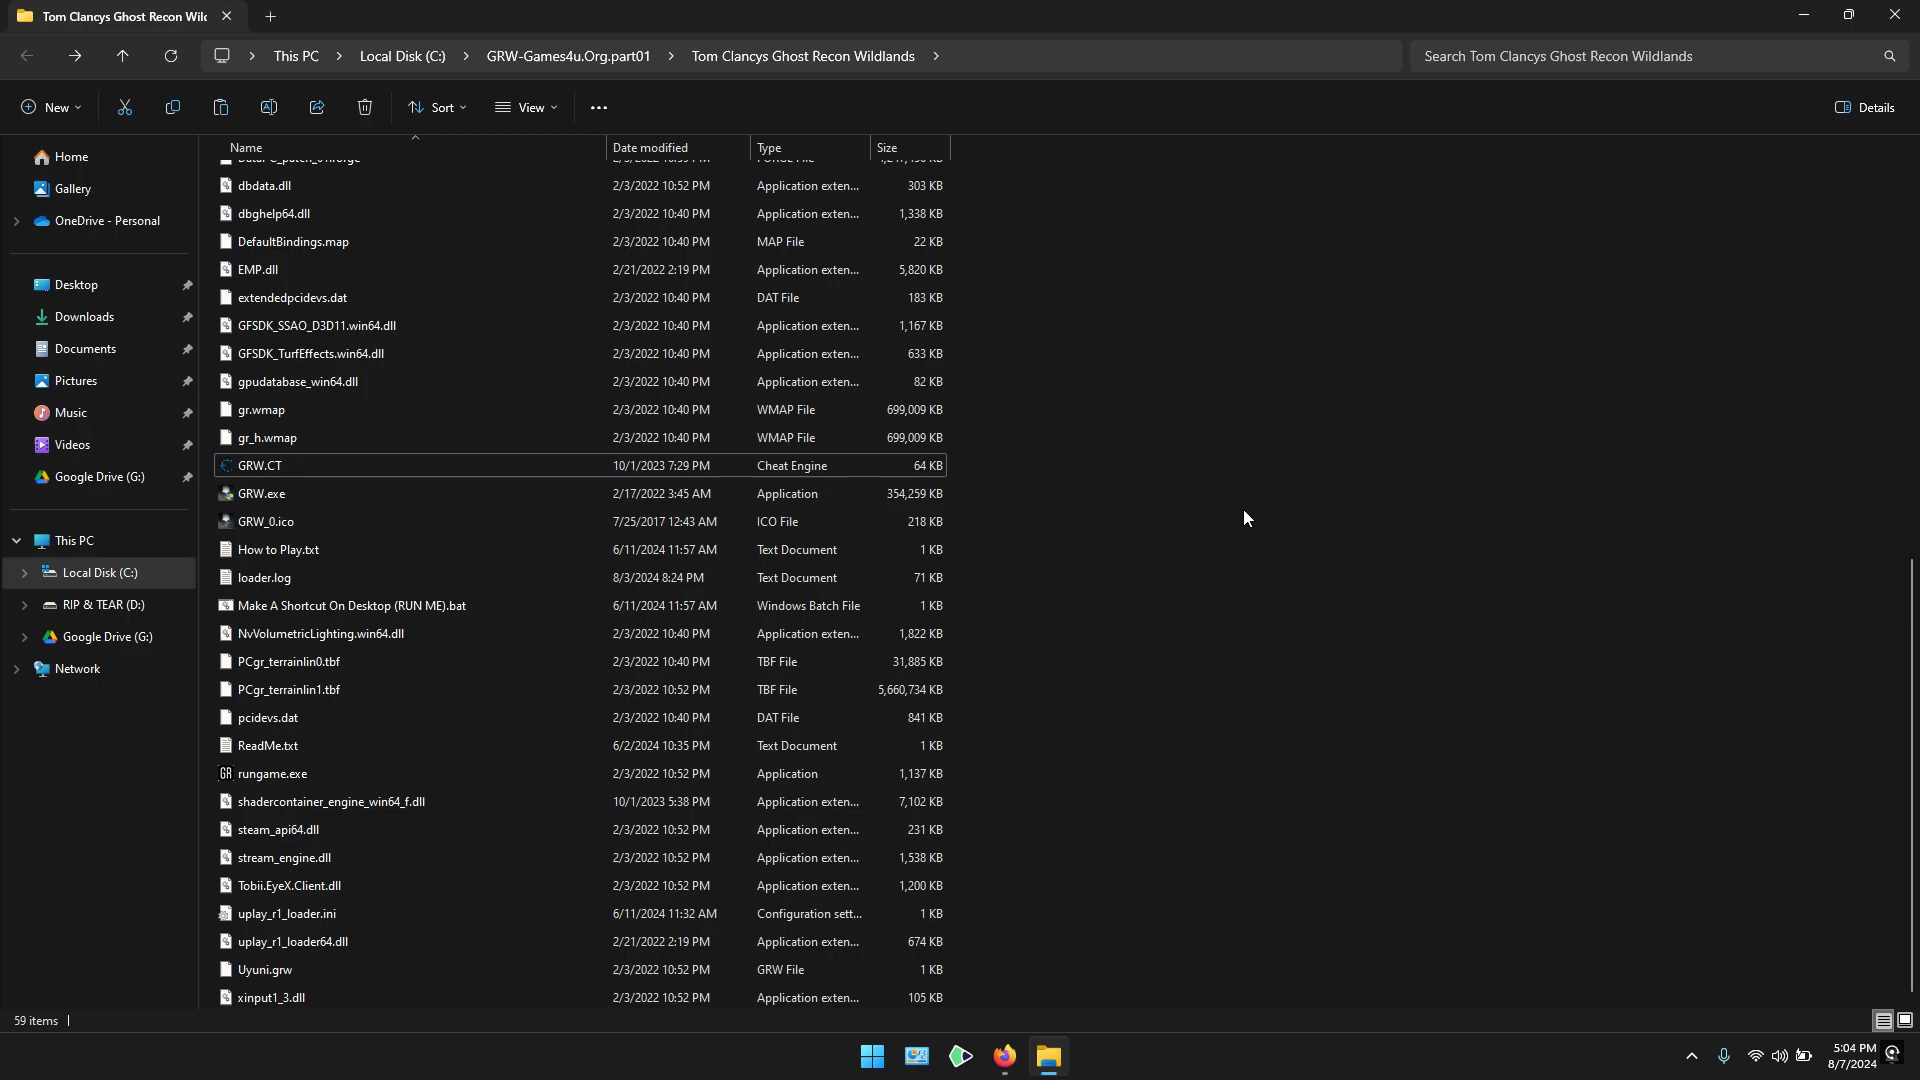 Tom Clancys Ghost Recon Wilc
This PC > Local Disk (C:) > GRW-Games4u.Org.part01 > Tom Clancys Ghost Recon Wildlands >
Search Tom Clancys Ghost Recon Wildlands
New
Sort
View
Details
Home
Gallery
OneDrive - Personal
Desktop
Downloads
Documents
Pictures
Music
Videos
Google Drive (G:)
This PC
Local Disk (C:)
RIP & TEAR (D:)
Google Drive (G:)
Network
Name Date modified Type Size
dbdata.dll 2/3/2022 10:52 PM Application exten... 303 KB
dbghelp64.dll 2/3/2022 10:40 PM Application exten... 1,338 KB
DefaultBindings.map 2/3/2022 10:40 PM MAP File 22 KB
EMP.dll 2/21/2022 2:19 PM Application exten... 5,820 KB
extendedpcidevs.dat 2/3/2022 10:40 PM DAT File 183 KB
GFSDK_SSAO_D3D11.win64.dll 2/3/2022 10:40 PM Application exten... 1,167 KB
GFSDK_TurfEffects.win64.dll 2/3/2022 10:40 PM Application exten... 633 KB
gpudatabase_win64.dll 2/3/2022 10:40 PM Application exten... 82 KB
gr.wmap 2/3/2022 10:40 PM WMAP File 699,009 KB
gr_h.wmap 2/3/2022 10:40 PM WMAP File 699,009 KB
GRW.CT 10/1/2023 7:29 PM Cheat Engine 64 KB
GRW.exe 2/17/2022 3:45 AM Application 354,259 KB
GRW_0.ico 7/25/2017 12:43 AM ICO File 218 KB
How to Play.txt 6/11/2024 11:57 AM Text Document 1 KB
loader.log 8/3/2024 8:24 PM Text Document 71 KB
Make A Shortcut On Desktop (RUN ME).bat 6/11/2024 11:57 AM Windows Batch File 1 KB
NvVolumetricLighting.win64.dll 2/3/2022 10:40 PM Application exten... 1,822 KB
PCgr_terrainlin0.tbf 2/3/2022 10:40 PM TBF File 31,885 KB
PCgr_terrainlin1.tbf 2/3/2022 10:52 PM TBF File 5,660,734 KB
pcidevs.dat 2/3/2022 10:40 PM DAT File 841 KB
ReadMe.txt 6/2/2024 10:35 PM Text Document 1 KB
GR rungame.exe 2/3/2022 10:52 PM Application 1,137 KB
shadercontainer_engine_win64_f.dll 10/1/2023 5:38 PM Application exten... 7,102 KB
steam_api64.dll 2/3/2022 10:52 PM Application exten... 231 KB
stream_engine.dll 2/3/2022 10:52 PM Application exten... 1,538 KB
Tobii.EyeX.Client.dll 2/3/2022 10:52 PM Application exten... 1,200 KB
uplay_r1_loader.ini 6/11/2024 11:32 AM Configuration sett... 1 KB
uplay_r1_loader64.dll 2/21/2022 2:19 PM Application exten... 674 KB
Uyuni.grw 2/3/2022 10:52 PM GRW File 1 KB
xinput1_3.dll 2/3/2022 10:52 PM Application exten... 105 KB
59 items
5:04 PM
8/7/2024